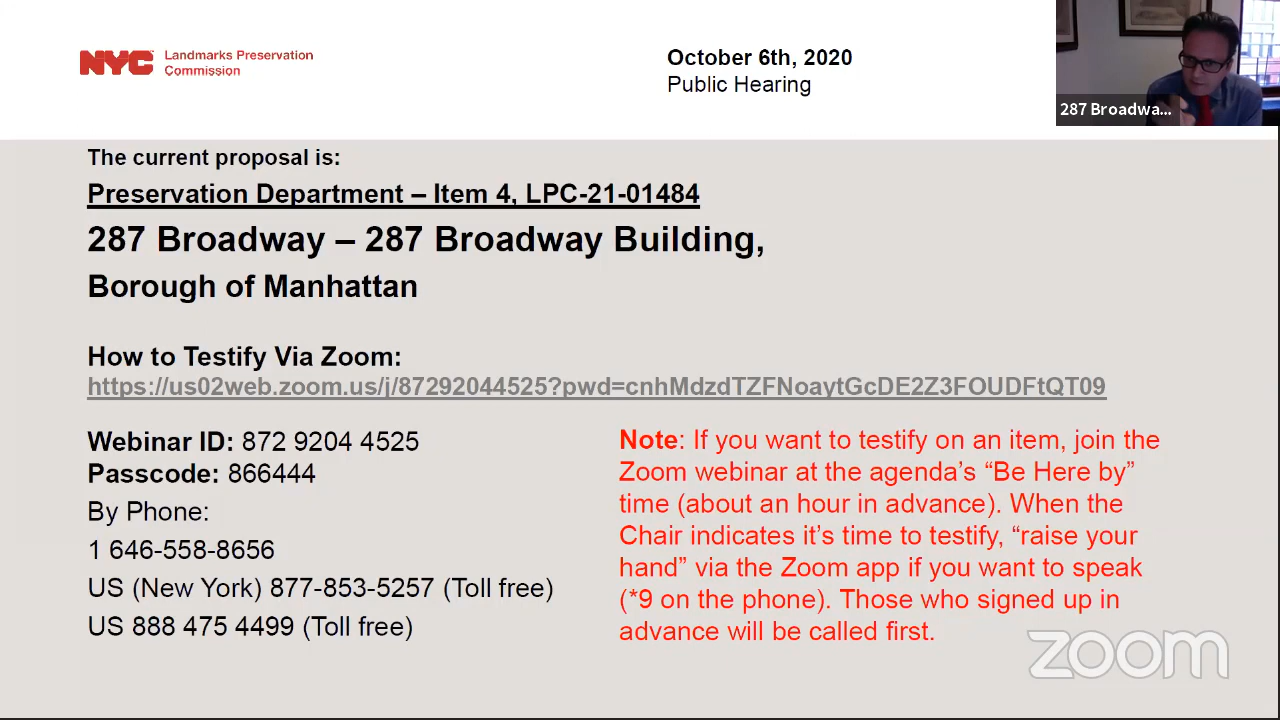 NYC Landmarks Preservation
Commission
October 6th, 2020
Public Hearing
287 Broadwa...
The current proposal is:
Preservation Department – Item 4, LPC-21-01484
287 Broadway – 287 Broadway Building,
Borough of Manhattan
How to Testify Via Zoom:
https://us02web.zoom.us/j/87292044525?pwd=cnhMdzdTZFNoaytGcDE2Z3FOUDFtQT09
Webinar ID: 872 9204 4525
Passcode: 866444
By Phone:
1 646-558-8656
US (New York) 877-853-5257 (Toll free)
US 888 475 4499 (Toll free)
Note: If you want to testify on an item, join the
Zoom webinar at the agenda’s “Be Here by”
time (about an hour in advance). When the
Chair indicates it’s time to testify, “raise your
hand” via the Zoom app if you want to speak
(*9 on the phone). Those who signed up in
advance will be called first.
zoom